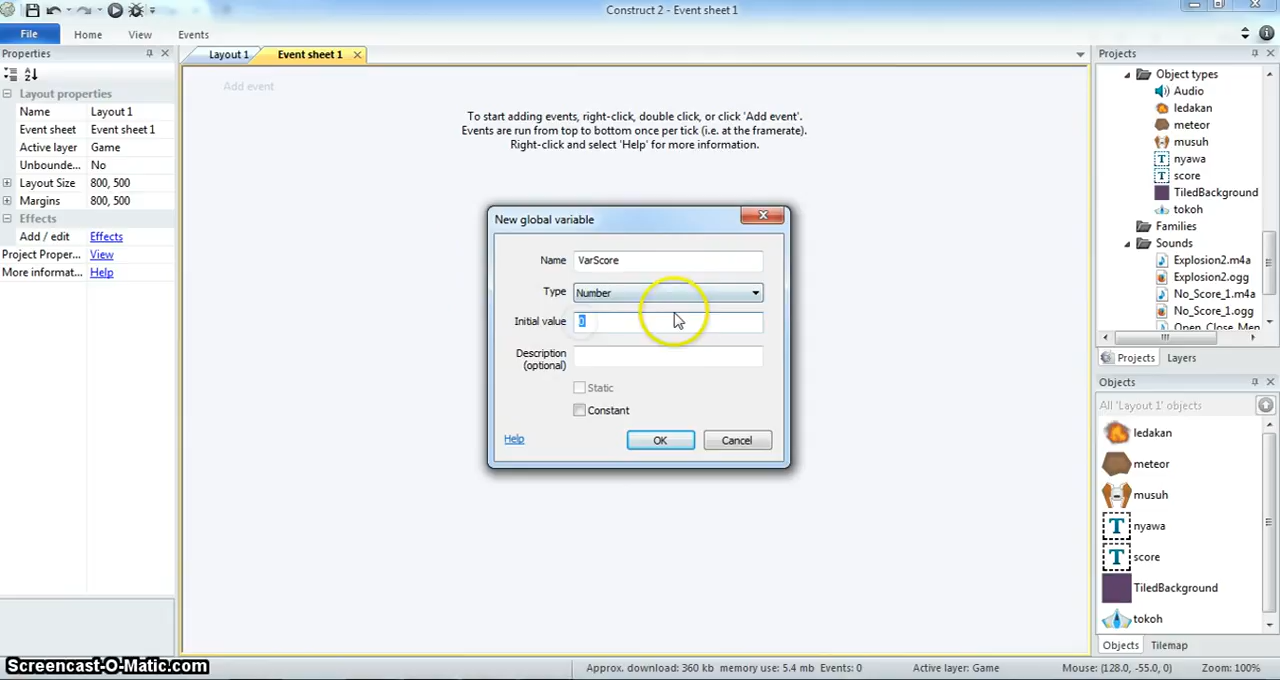 Construct 2 - Event sheet 1
File
Home
View
Events
Properties
Layout properties
Name Layout 1
Event sheet Event sheet 1
Active layer Game
Unbounde... No
Layout Size 800, 500
Margins 800, 500
Effects
Add / edit Effects
Project Proper... View
More informat... Help
Layout 1
Event sheet 1
Add event
To start adding events, right-click, double click, or click 'Add event'.
Events are run from top to bottom once per tick (i.e. at the framerate).
Right-click and select 'Help' for more information.
New global variable
Name VarScore
Type Number
Initial value 0
Description
(optional)
Static
Constant
Help
OK
Cancel
Projects
Object types
Audio
ledakan
meteor
musuh
nyawa
score
TiledBackground
tokoh
Families
Sounds
Explosion2.m4a
Explosion2.ogg
No_Score_1.m4a
No_Score_1.ogg
Open_Close_Men
Projects
Layers
Objects
All 'Layout 1' objects
ledakan
meteor
musuh
nyawa
score
TiledBackground
tokoh
Objects
Tilemap
Screencast-O-Matic.com
Approx. download: 360 kb memory use: 5.4 mb Events: 0
Active layer: Game
Mouse: (128.0, -55.0, 0)
Zoom: 100%